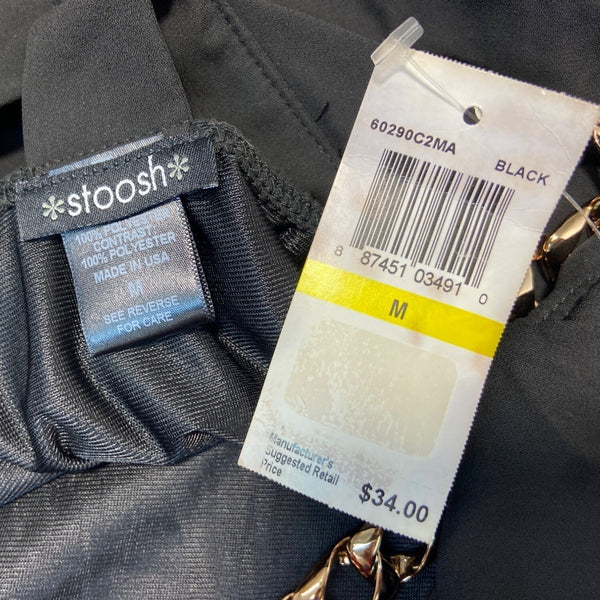 *stoosh*
100% POLYESTER
CONTRAST
100% POLYESTER
MADE IN USA
M
SEE REVERSE
FOR CARE
60290C2MA
BLACK
8 87451 03491 0
M
Manufacturer's
Suggested Retail
Price
$34.00